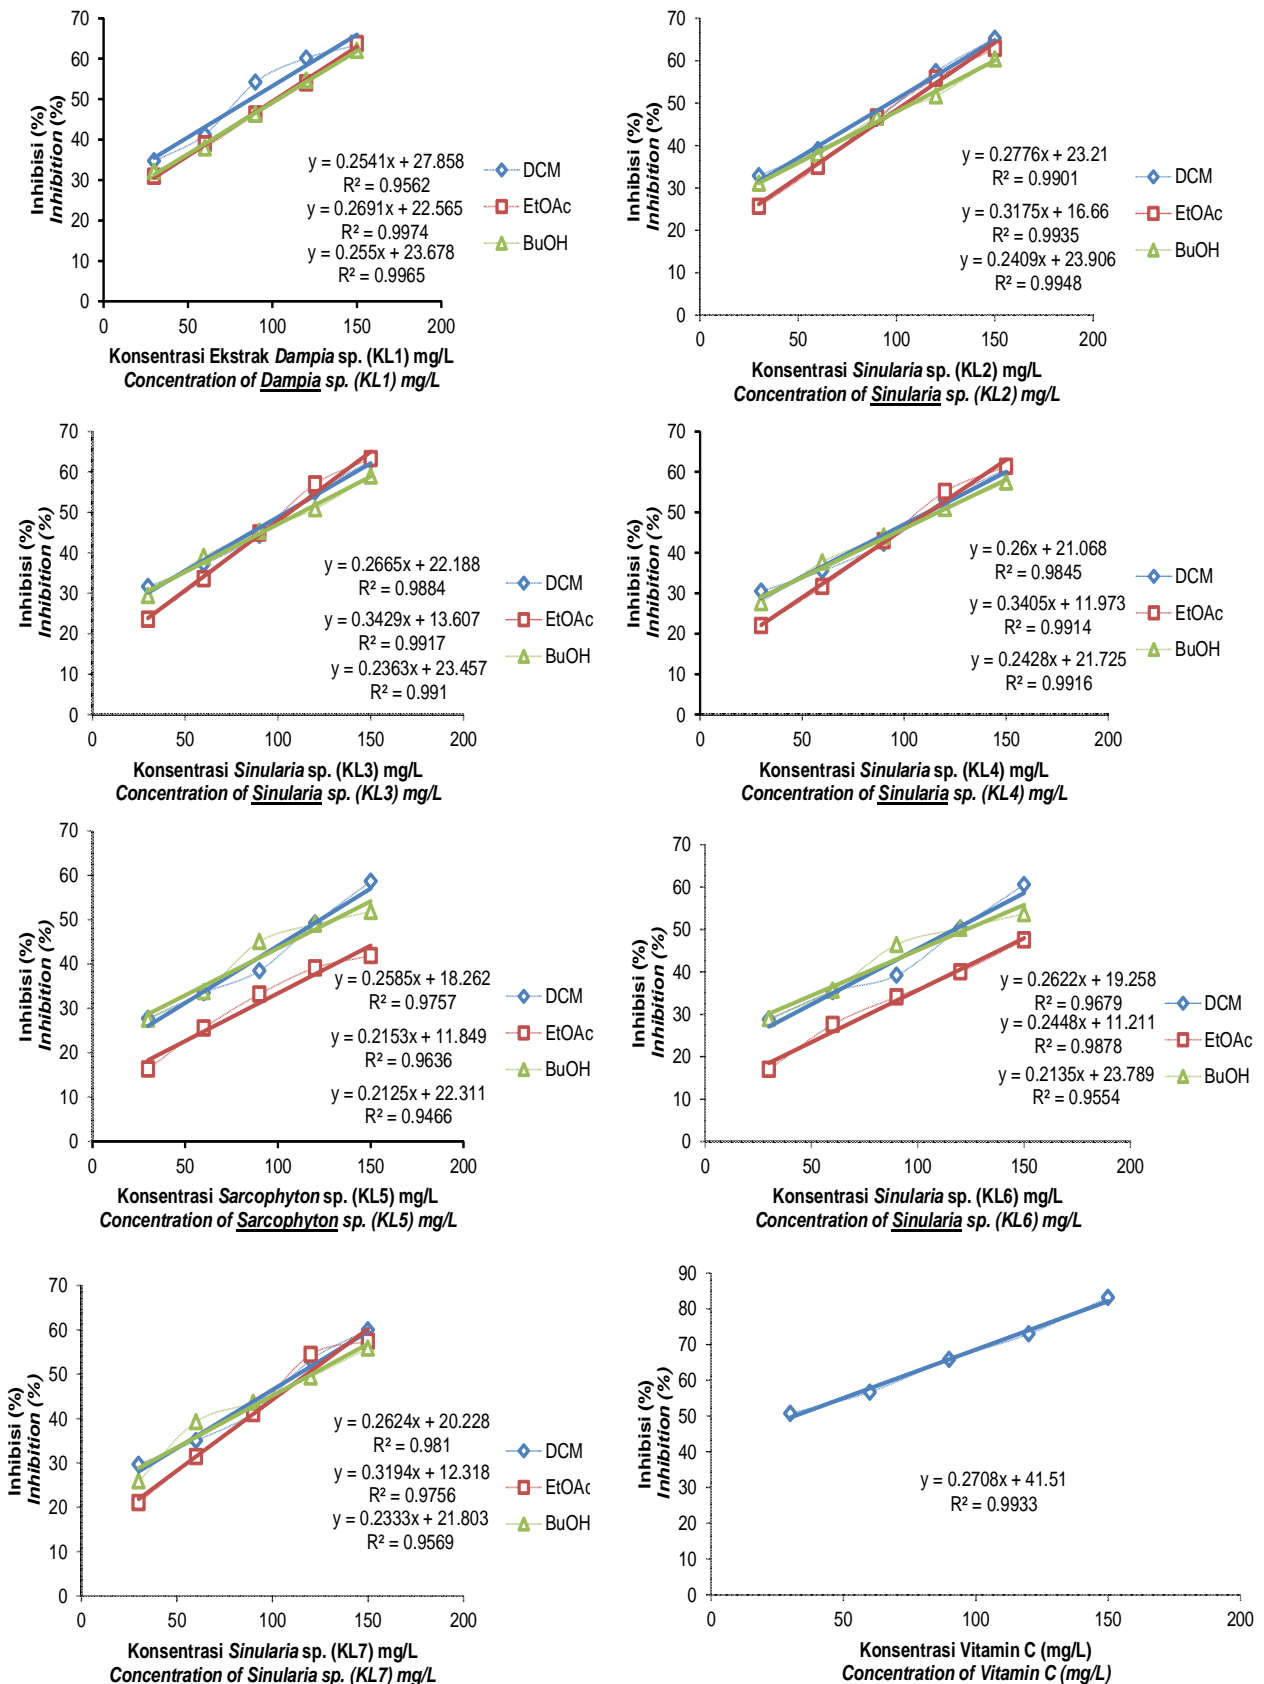 70
60
50
40
30
20
10
0
Inhibisi (%)
Inhibition (%)
y = 0.2541x + 27.858
R² = 0.9562
y = 0.2691x + 22.565
R² = 0.9974
y = 0.255x + 23.678
R² = 0.9965
DCM
EtOAc
BuOH
0 50 100 150 200
Konsentrasi Ekstrak Dampia sp. (KL1) mg/L
Concentration of Dampia sp. (KL1) mg/L
70
60
50
40
30
20
10
0
Inhibisi (%)
Inhibition (%)
y = 0.2776x + 23.21
R² = 0.9901
y = 0.3175x + 16.66
R² = 0.9935
y = 0.2409x + 23.906
R² = 0.9948
DCM
EtOAc
BuOH
0 50 100 150 200
Konsentrasi Sinularia sp. (KL2) mg/L
Concentration of Sinularia sp. (KL2) mg/L
70
60
50
40
30
20
10
0
Inhibisi (%)
Inhibition (%)
y = 0.2665x + 22.188
R² = 0.9884
y = 0.3429x + 13.607
R² = 0.9917
y = 0.2363x + 23.457
R² = 0.991
DCM
EtOAc
BuOH
0 50 100 150 200
Konsentrasi Sinularia sp. (KL3) mg/L
Concentration of Sinularia sp. (KL3) mg/L
70
60
50
40
30
20
10
0
Inhibisi (%)
Inhibition (%)
y = 0.26x + 21.068
R² = 0.9845
y = 0.3405x + 11.973
R² = 0.9914
y = 0.2428x + 21.725
R² = 0.9916
DCM
EtOAc
BuOH
0 50 100 150 200
Konsentrasi Sinularia sp. (KL4) mg/L
Concentration of Sinularia sp. (KL4) mg/L
70
60
50
40
30
20
10
0
Inhibisi (%)
Inhibition (%)
y = 0.2585x + 18.262
R² = 0.9757
y = 0.2153x + 11.849
R² = 0.9636
y = 0.2125x + 22.311
R² = 0.9466
DCM
EtOAc
BuOH
0 50 100 150 200
Konsentrasi Sarcophyton sp. (KL5) mg/L
Concentration of Sarcophyton sp. (KL5) mg/L
70
60
50
40
30
20
10
0
Inhibisi (%)
Inhibition (%)
y = 0.2622x + 19.258
R² = 0.9679
y = 0.2448x + 11.211
R² = 0.9878
y = 0.2135x + 23.789
R² = 0.9554
DCM
EtOAc
BuOH
0 50 100 150 200
Konsentrasi Sinularia sp. (KL6) mg/L
Concentration of Sinularia sp. (KL6) mg/L
70
60
50
40
30
20
10
0
Inhibisi (%)
Inhibition (%)
y = 0.2624x + 20.228
R² = 0.981
y = 0.3194x + 12.318
R² = 0.9756
y = 0.2333x + 21.803
R² = 0.9569
DCM
EtOAc
BuOH
0 50 100 150 200
Konsentrasi Sinularia sp. (KL7) mg/L
Concentration of Sinularia sp. (KL7) mg/L
90
80
70
60
50
40
30
20
10
0
Inhibisi (%)
Inhibition (%)
y = 0.2708x + 41.51
R² = 0.9933
0 50 100 150 200
Konsentrasi Vitamin C (mg/L)
Concentration of Vitamin C (mg/L)